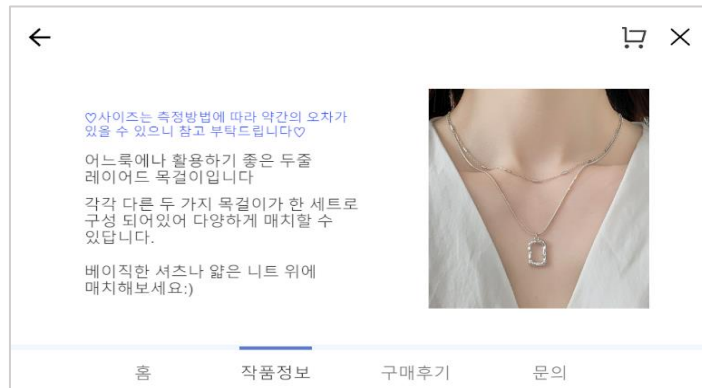 ♡사이즈는 측정방법에 따라 약간의 오차가
있을 수 있으니 참고 부탁드립니다♡
어느룩에나 활용하기 좋은 두줄
레이어드 목걸이입니다
각각 다른 두 가지 목걸이가 한 세트로
구성 되어있어 다양하게 매치할 수
있답니다.
베이직한 셔츠나 얇은 니트 위에
매치해보세요:)
홈 작품정보 구매후기 문의